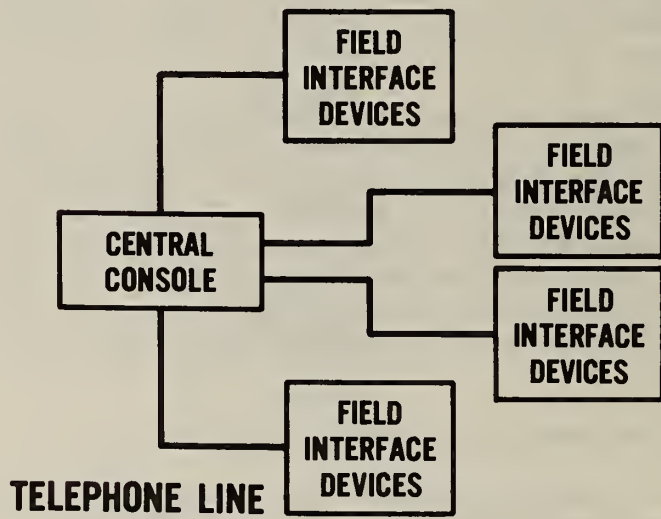 FIELD
INTERFACE
DEVICES
FIELD
INTERFACE
DEVICES
CENTRAL
CONSOLE
FIELD
INTERFACE
DEVICES
FIELD
INTERFACE
DEVICES
TELEPHONE LINE